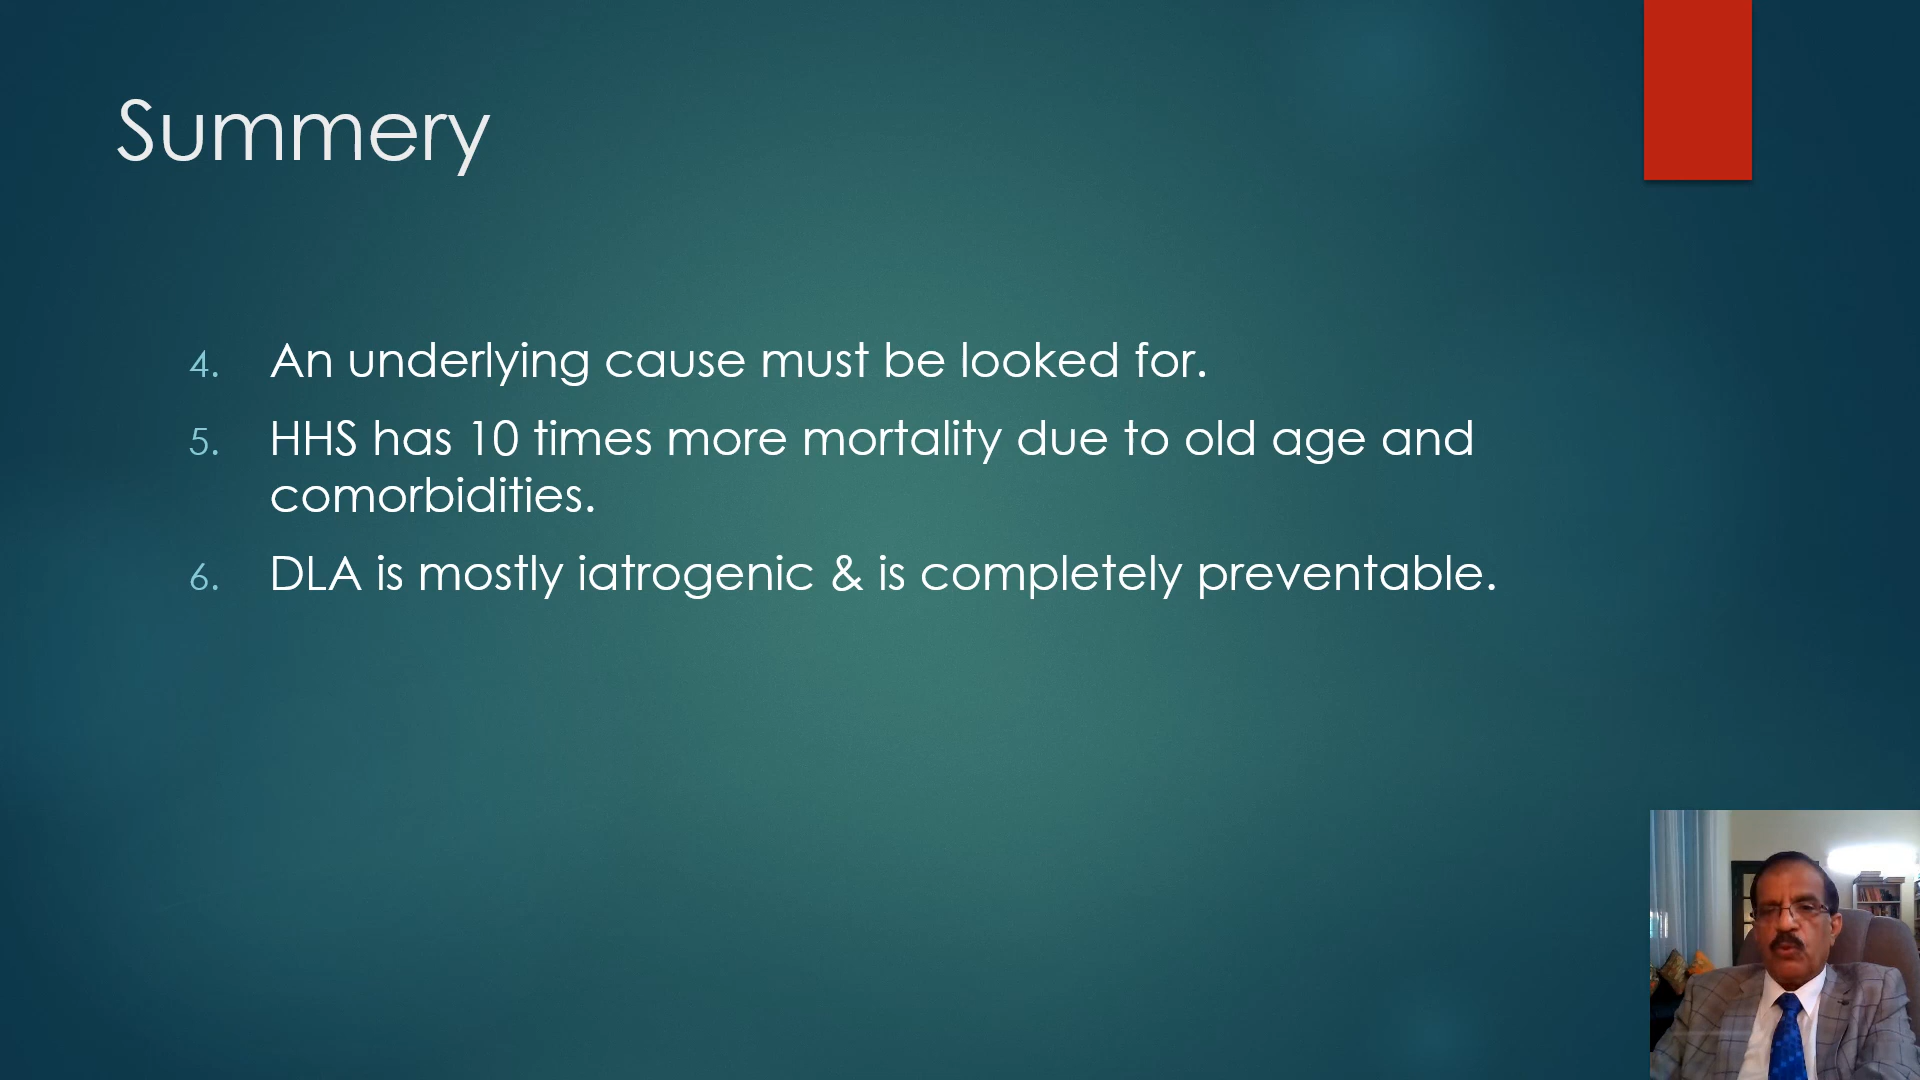 Summery
4. An underlying cause must be looked for.
5. HHS has 10 times more mortality due to old age and
comorbidities.
6. DLA is mostly iatrogenic & is completely preventable.